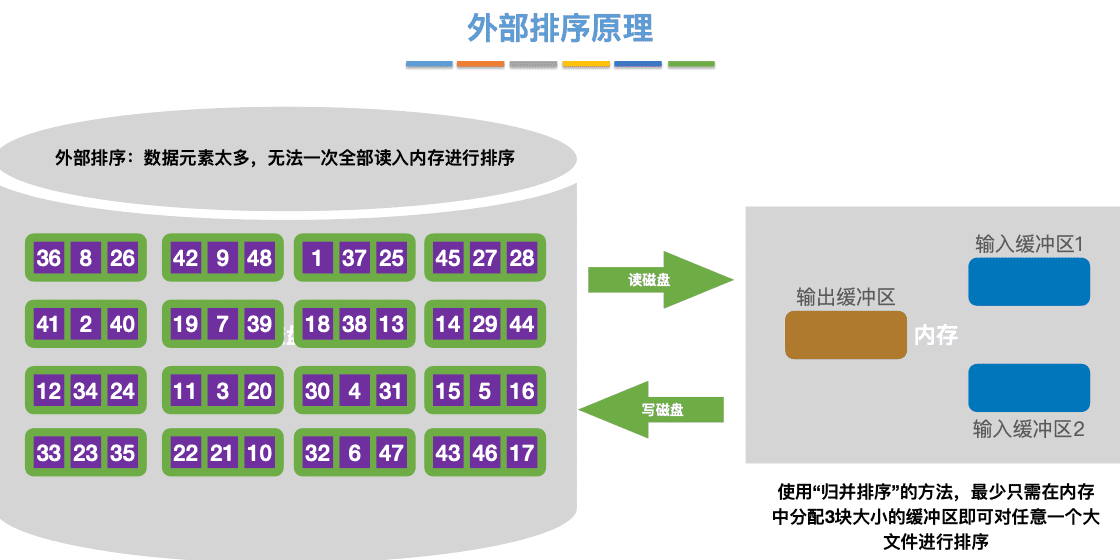 外部排序原理
外部排序：数据元素太多，无法一次全部读入内存进行排序
36 8 26 42 9 48 1 37 25 45 27 28
41 2 40 19 7 39 18 38 13 14 29 44
12 34 24 11 3 20 30 4 31 15 5 16
33 23 35 22 21 10 32 6 47 43 46 17
读磁盘
写磁盘
输入缓冲区1
输出缓冲区
内存
输入缓冲区2
使用“归并排序”的方法，最少只需在内存
中分配3块大小的缓冲区即可对任意一个大
文件进行排序